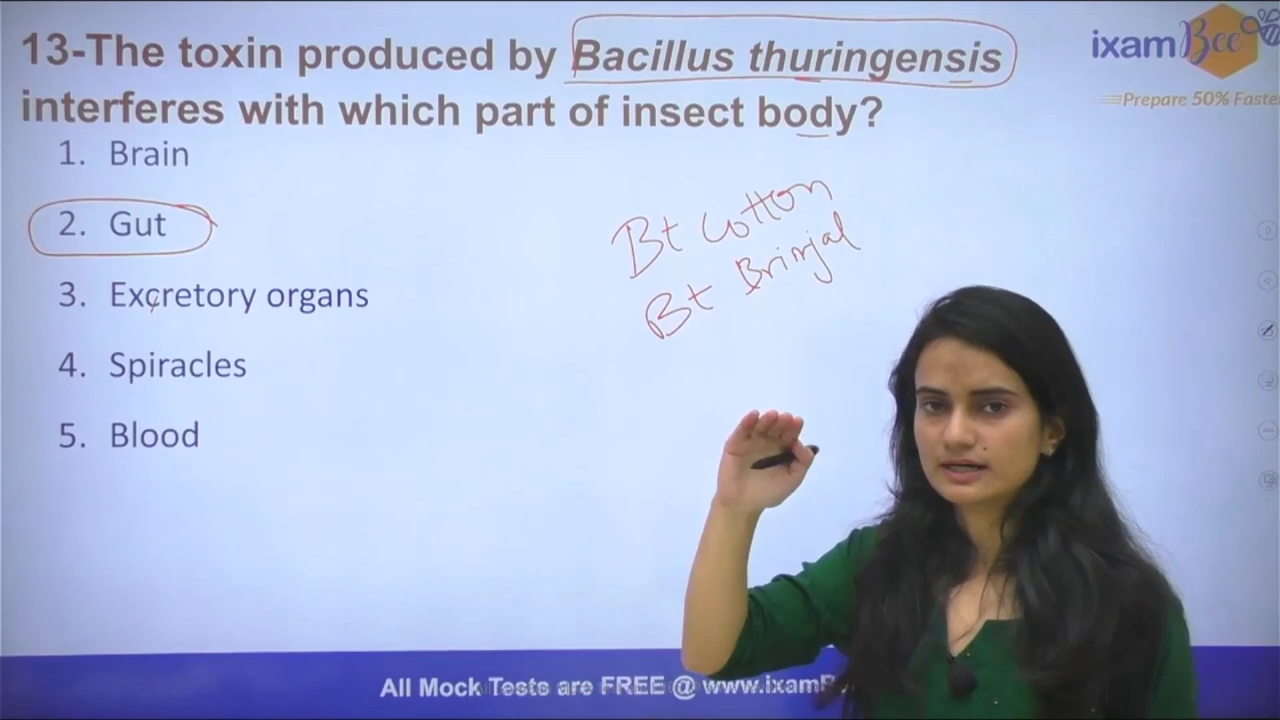 13-The toxin produced by Bacillus thuringensis
interferes with which part of insect body?
ixamBee
Prepare 50% Faste
1. Brain
2. Gut
3. Excretory organs
4. Spiracles
5. Blood
Bt Cotton
Bt Brinjal
All Mock Tests are FREE @ www.ixamB